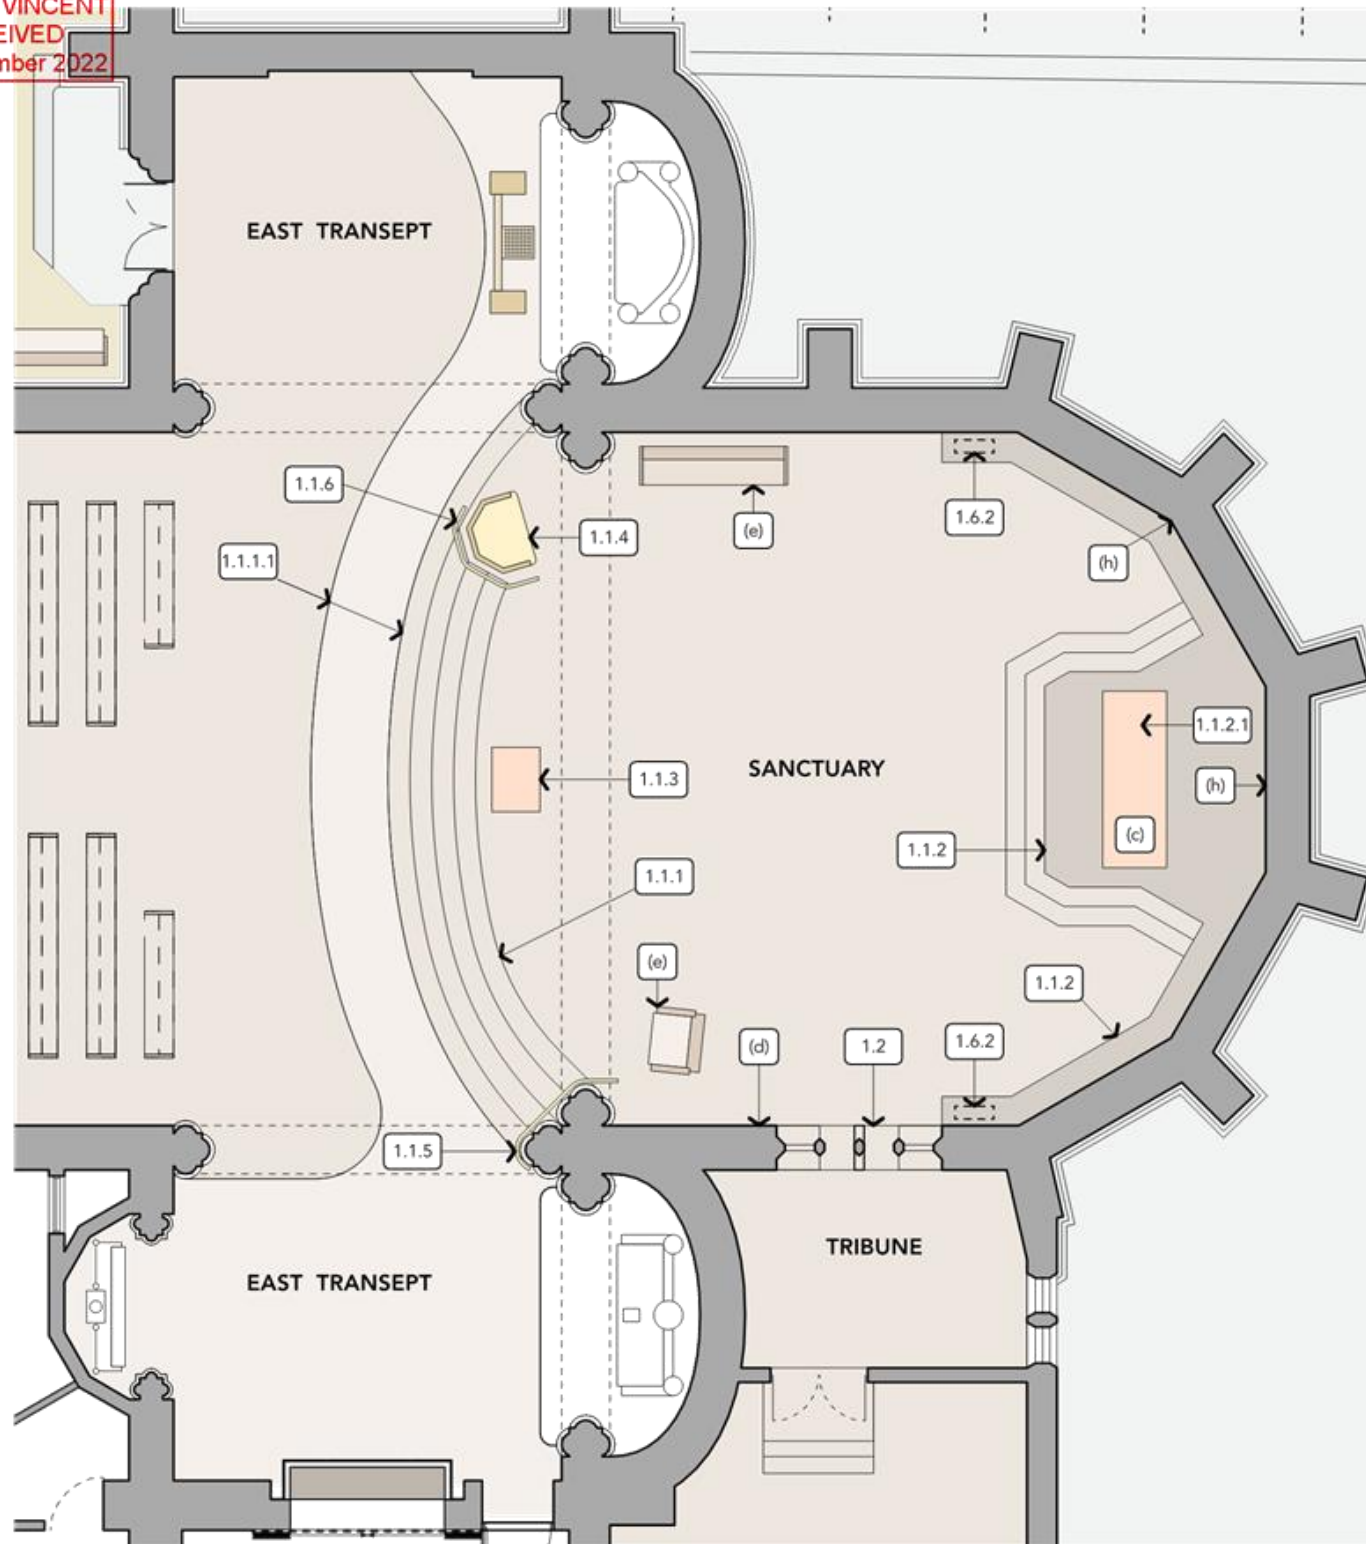 VINCENT
EIVED
mber 2022
EAST TRANSEPT
1.1.6
1.1.4
(e)
1.6.2
1.1.1.1
(h)
1.1.2.1
SANCTUARY
1.1.3
(h)
(c)
1.1.2
1.1.1
(e)
1.1.2
(d)
1.2
1.6.2
1.1.5
TRIBUNE
EAST TRANSEPT